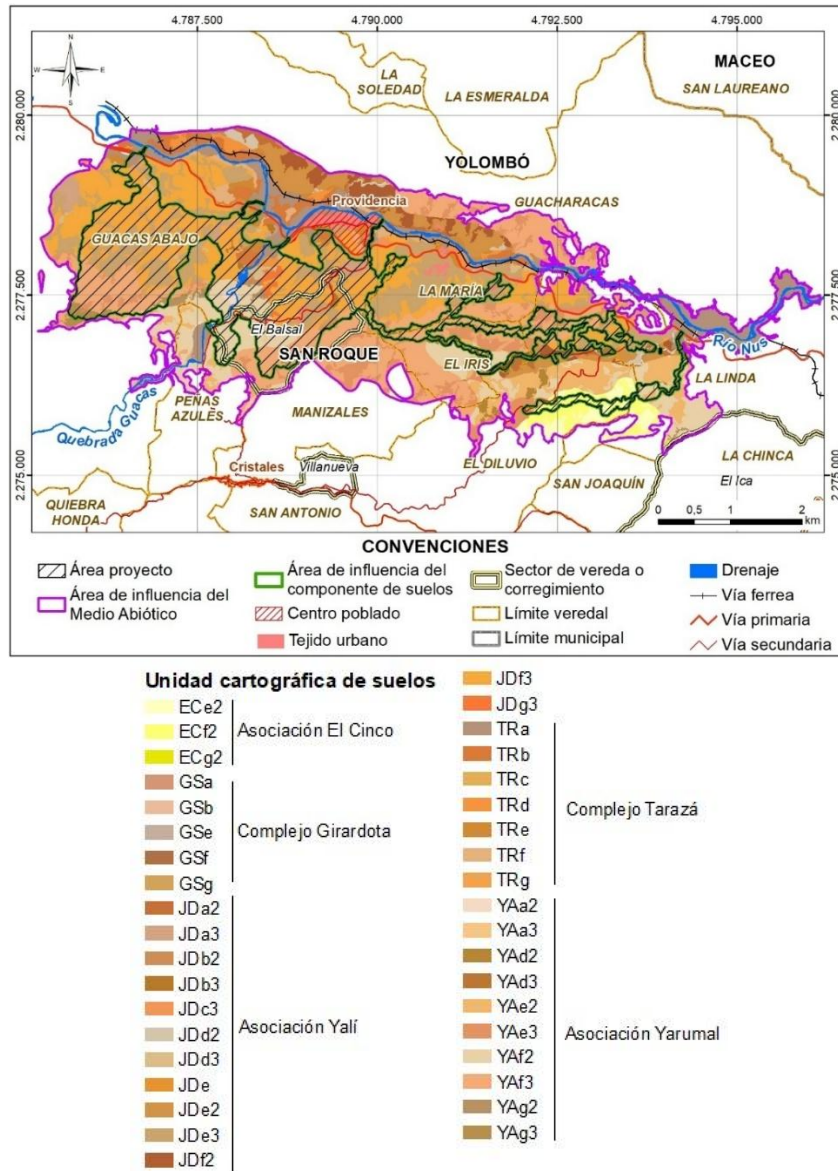 4.787.500
4.790.000
4.792.500
4.795.000
N
W
E
S
LA
SOLEDAD
LA ESMERALDA
MACEO
SAN LAUREANO
2.280.000
2.280.000
YOLOMBÓ
Providencia
GUACHARACAS
GUACAS ABAJO
2.277.500
2.277.500
LA MARÍA
El Balsal
SAN ROQUE
EL IRIS
Río Nus
LA LINDA
PEÑAS
AZULES
MANIZALES
Quebrada Guacas
EL DILUVIO
LA CHINCA
2.275.000
2.275.000
Cristales
Villanueva
SAN JOAQUÍN
El Ica
QUIEBRA
HONDA
SAN ANTONIO
0 0,5 1 2
km
CONVENCIONES
Área proyecto
Área de influencia del
Medio Abiótico
Área de influencia del
componente de suelos
Centro poblado
Tejido urbano
Sector de vereda o
corregimiento
Límite veredal
Límite municipal
Drenaje
Vía ferrea
Vía primaria
Vía secundaria
Unidad cartográfica de suelos
ECe2
ECf2
ECg2
Asociación El Cinco
GSa
GSb
GSe
GSf
GSg
Complejo Girardota
JDa2
JDa3
JDb2
JDb3
JDc3
JDd2
JDd3
JDe
JDe2
JDe3
JDf2
Asociación Yalí
JDf3
JDg3
TRa
TRb
TRc
TRd
TRe
TRf
TRg
Complejo Tarazá
YAa2
YAa3
YAd2
YAd3
YAe2
YAe3
YAf2
YAf3
YAg2
YAg3
Asociación Yarumal